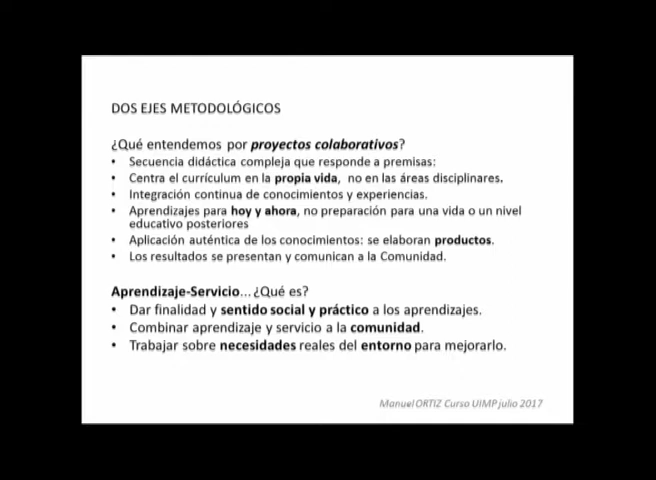 DOS EJES METODOLÓGICOS
¿Qué entendemos por proyectos colaborativos?
• Secuencia didáctica compleja que responde a premisas:
• Centra el currículum en la propia vida, no en las áreas disciplinares.
• Integración continua de conocimientos y experiencias.
• Aprendizajes para hoy y ahora, no preparación para una vida o un nivel
educativo posteriores
• Aplicación auténtica de los conocimientos: se elaboran productos.
• Los resultados se presentan y comunican a la Comunidad.
Aprendizaje-Servicio... ¿Qué es?
• Dar finalidad y sentido social y práctico a los aprendizajes.
• Combinar aprendizaje y servicio a la comunidad.
• Trabajar sobre necesidades reales del entorno para mejorarlo.
Manuel ORTIZ Curso UIMP julio 2017